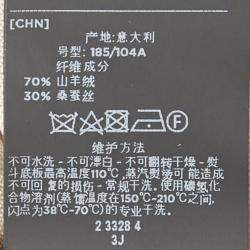 [CHN]
产地:意大利
号型:185/104A
纤维成分
70% 山羊绒
30% 桑蚕丝
F
维护方法
不可水洗-不可漂白-不可翻转干燥-熨
斗底板最高温度110℃,蒸汽熨烫可能造成
不可回复的损伤-常规干洗。使用碳氢化
合物溶剂(蒸馏温度在150℃-210℃之间,
闪点为38℃-70℃)的专业干洗。
2 3328 4
3J